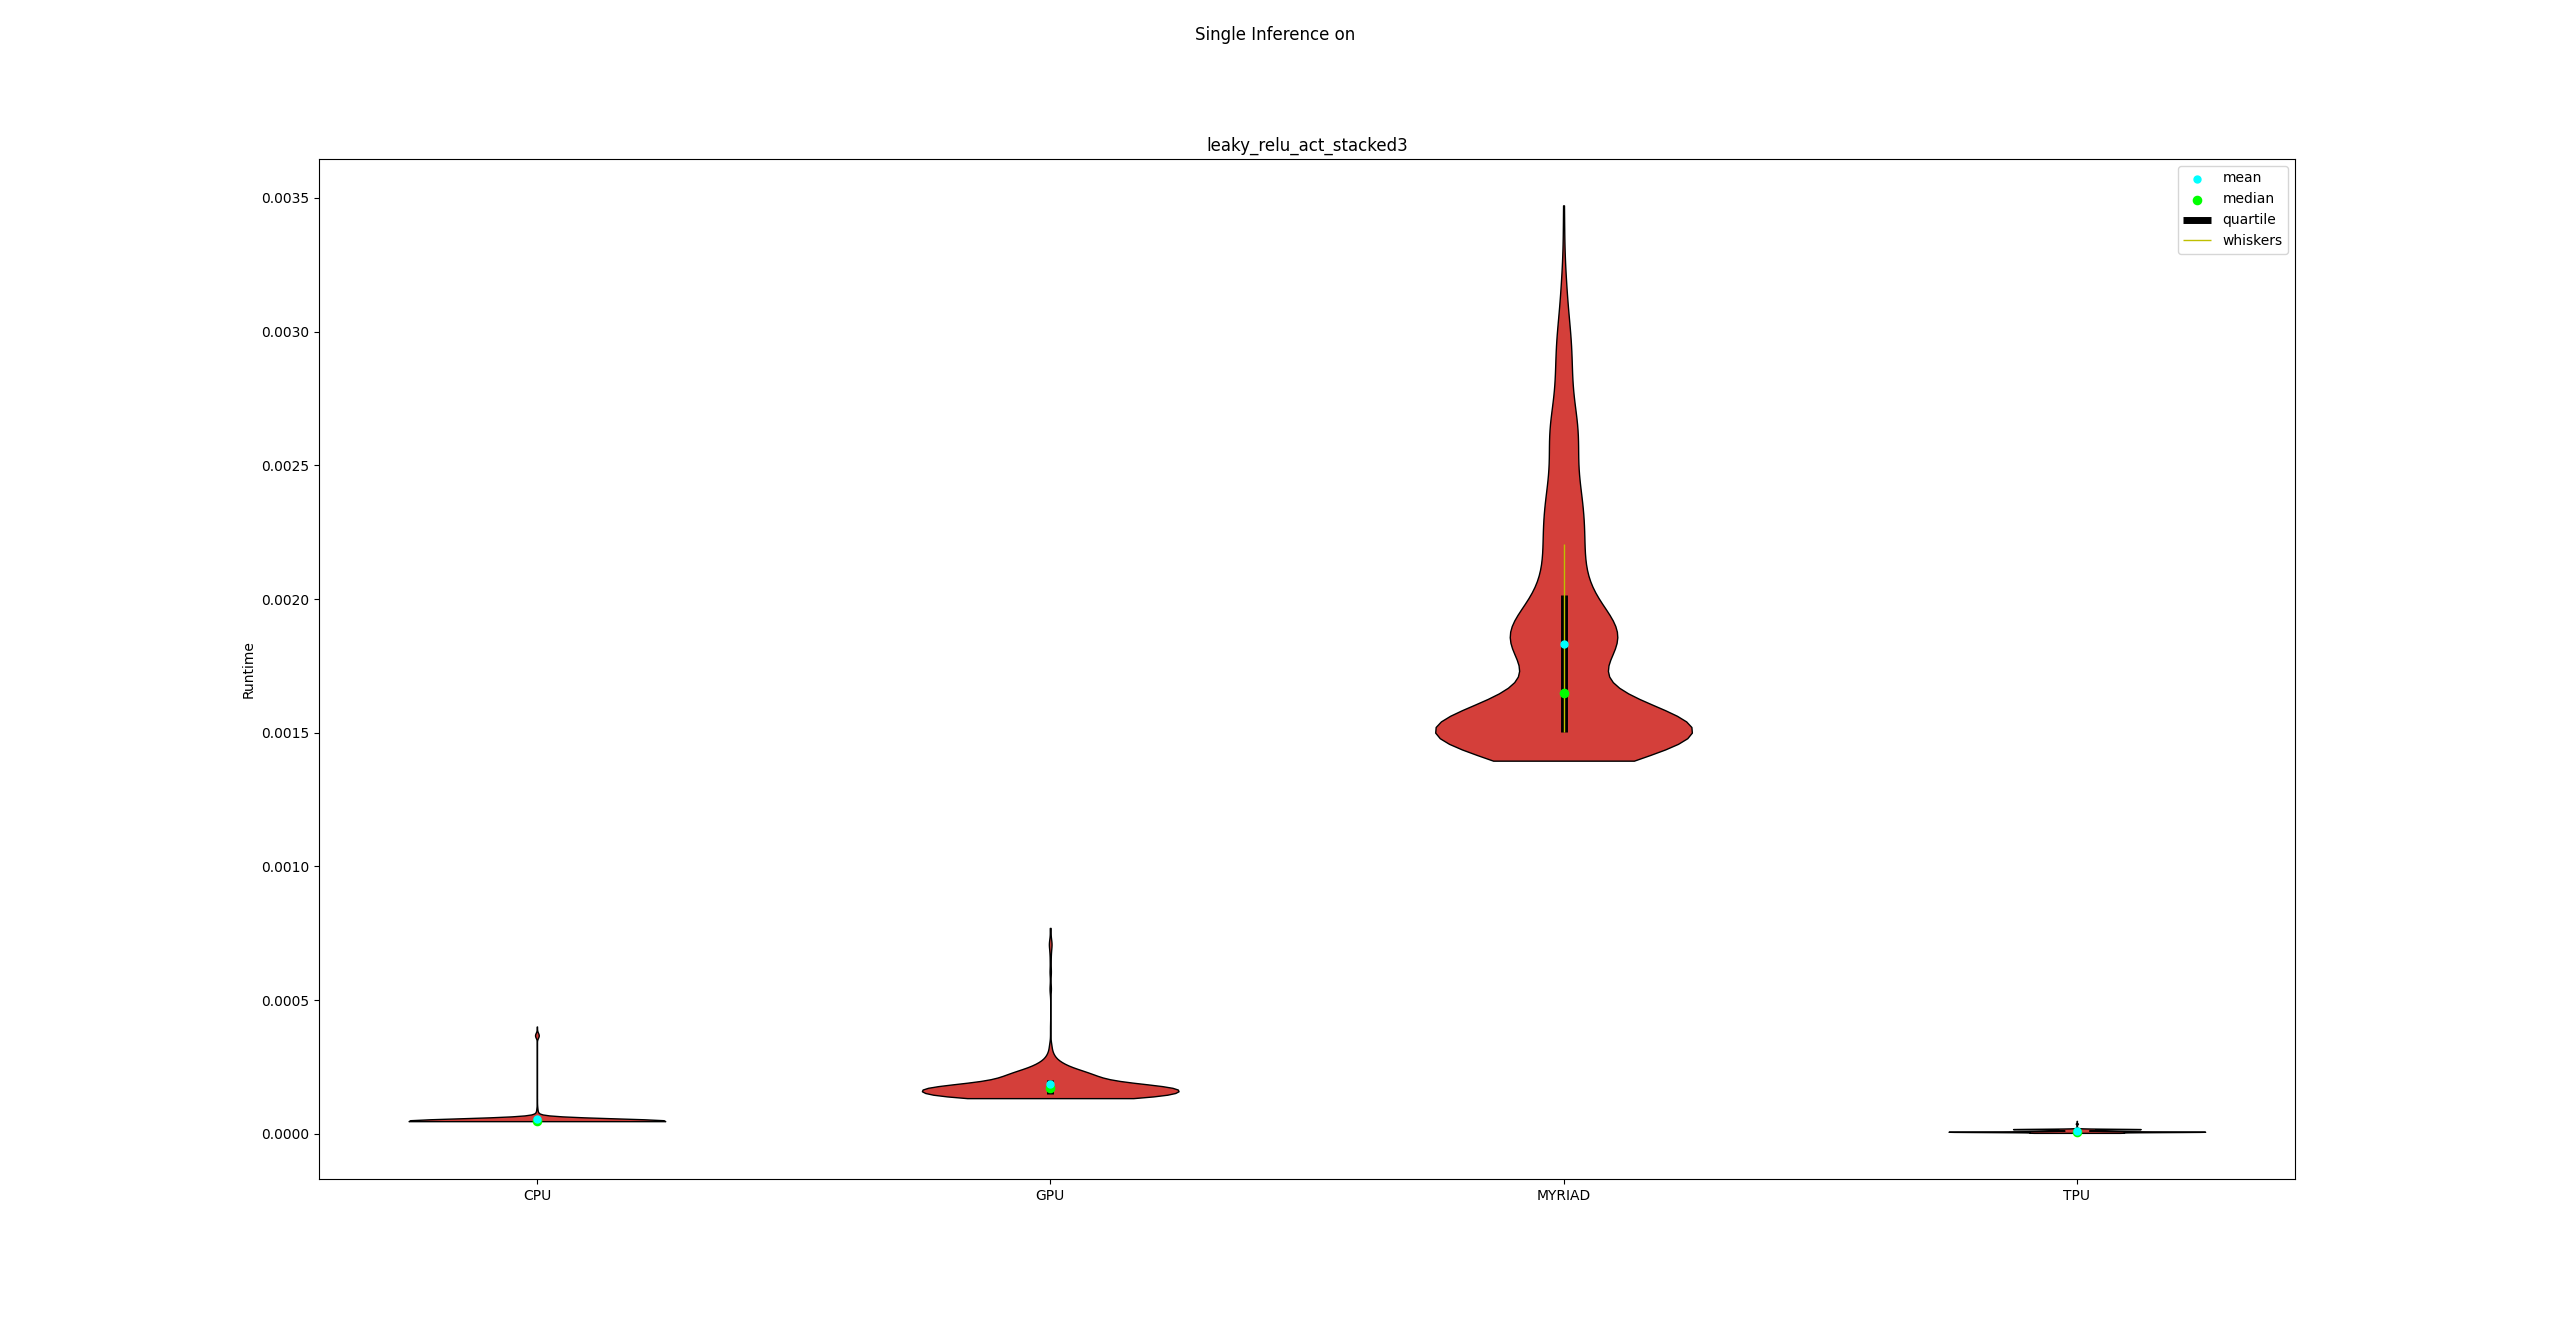 Single Inference on
leaky_relu_act_stacked3
mean
median
quartile
whiskers
0.0035
0.0030
0.0025
0.0020
0.0015
0.0010
0.0005
0.0000
Runtime
CPU GPU MYRIAD TPU